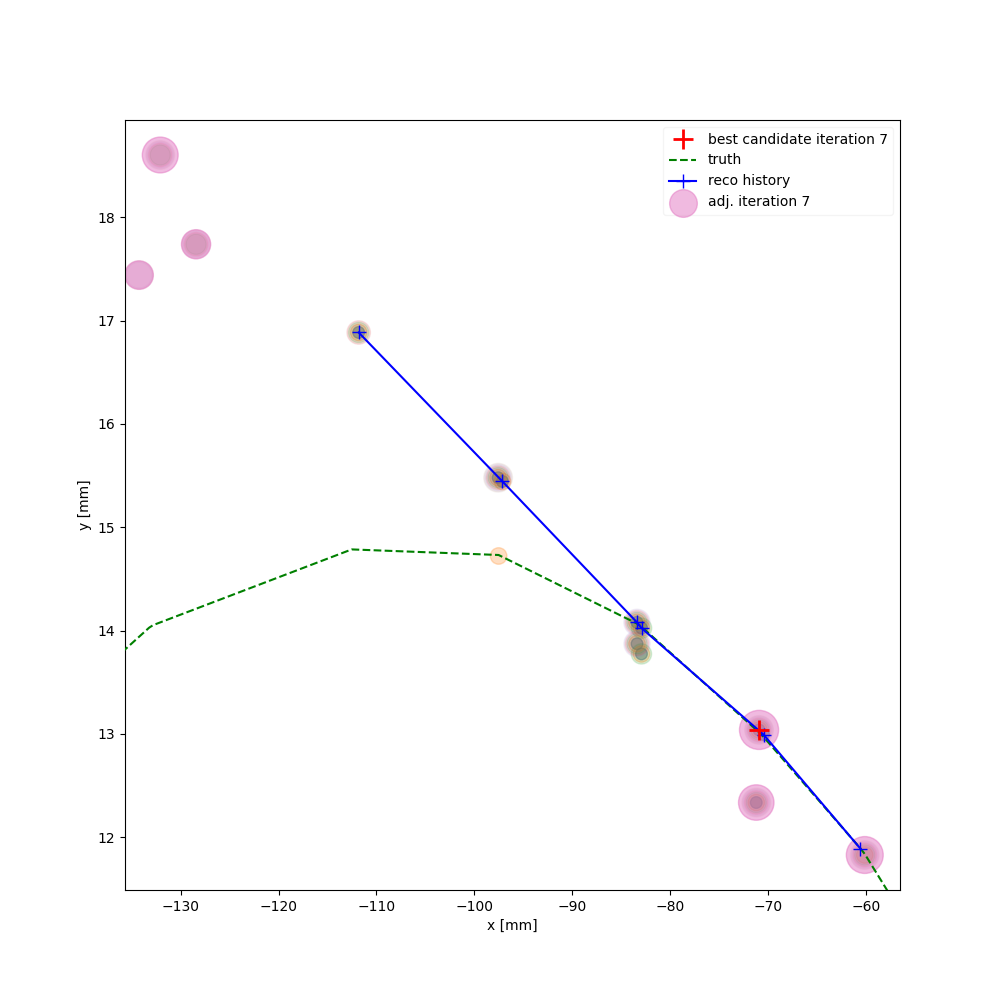 best candidate iteration 7
truth
reco history
adj. iteration 7
18
17
16
15
14
13
12
y [mm]
−130 −120 −110 −100 −90 −80 −70 −60
x [mm]